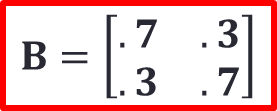 B = [.7 .3
.3 .7]